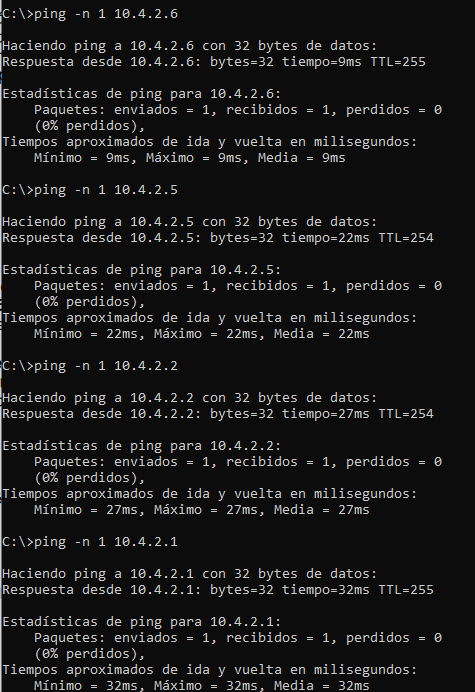 C:\>ping -n 1 10.4.2.6
Haciendo ping a 10.4.2.6 con 32 bytes de datos:
Respuesta desde 10.4.2.6: bytes=32 tiempo=9ms TTL=255
Estadísticas de ping para 10.4.2.6:
Paquetes: enviados = 1, recibidos = 1, perdidos = 0
(0% perdidos),
Tiempos aproximados de ida y vuelta en milisegundos:
Mínimo = 9ms, Máximo = 9ms, Media = 9ms
C:\>ping -n 1 10.4.2.5
Haciendo ping a 10.4.2.5 con 32 bytes de datos:
Respuesta desde 10.4.2.5: bytes=32 tiempo=22ms TTL=254
Estadísticas de ping para 10.4.2.5:
Paquetes: enviados = 1, recibidos = 1, perdidos = 0
(0% perdidos),
Tiempos aproximados de ida y vuelta en milisegundos:
Mínimo = 22ms, Máximo = 22ms, Media = 22ms
C:\>ping -n 1 10.4.2.2
Haciendo ping a 10.4.2.2 con 32 bytes de datos:
Respuesta desde 10.4.2.2: bytes=32 tiempo=27ms TTL=254
Estadísticas de ping para 10.4.2.2:
Paquetes: enviados = 1, recibidos = 1, perdidos = 0
(0% perdidos),
Tiempos aproximados de ida y vuelta en milisegundos:
Mínimo = 27ms, Máximo = 27ms, Media = 27ms
C:\>ping -n 1 10.4.2.1
Haciendo ping a 10.4.2.1 con 32 bytes de datos:
Respuesta desde 10.4.2.1: bytes=32 tiempo=32ms TTL=255
Estadísticas de ping para 10.4.2.1:
Paquetes: enviados = 1, recibidos = 1, perdidos = 0
(0% perdidos),
Tiempos aproximados de ida y vuelta en milisegundos:
Mínimo = 32ms, Máximo = 32ms, Media = 32ms